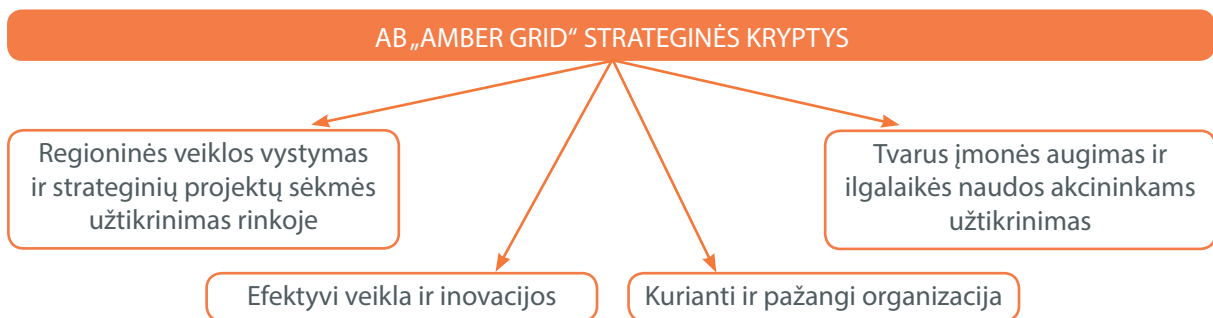 AB „AMBER GRID“ STRATEGINĖS KRYPTYS
Regioninės veiklos vystymas
ir strateginių projektų sėkmės
užtikrinimas rinkoje
Tvarus įmonės augimas ir
ilgalaikės naudos akcininkams
užtikrinimas
Efektyvi veikla ir inovacijos
Kurianti ir pažangi organizacija